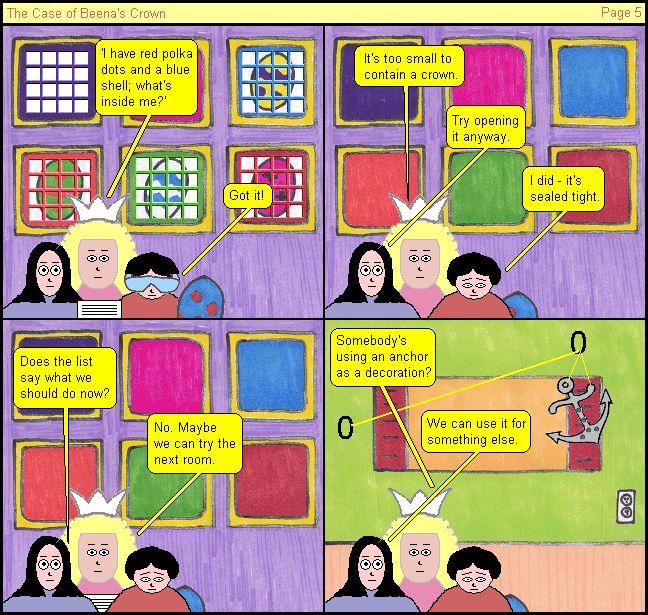 The Case of Beena's Crown
Page 5
'I have red polka
dots and a blue
shell; what's
inside me?'
Got it!
It's too small to
contain a crown.
Try opening
it anyway.
I did - it's
sealed tight.
Does the list
say what we
should do now?
No. Maybe
we can try the
next room.
Somebody's
using an anchor
as a decoration?
We can use it for
something else.